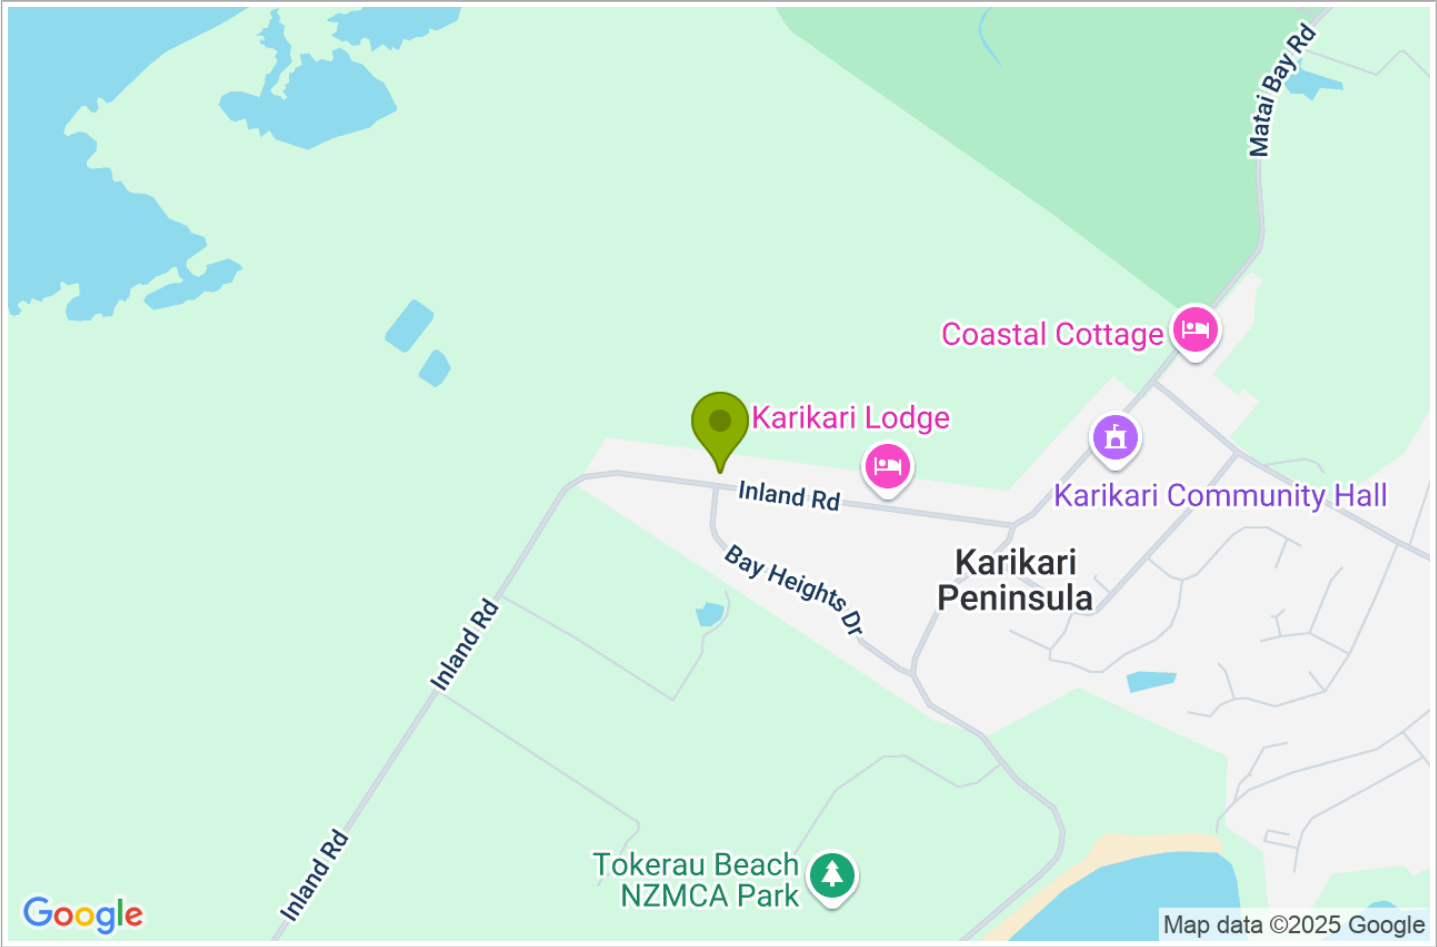 Matai Bay Rd
Coastal Cottage
Karikari Lodge
Inland Rd
Karikari Community Hall
Bay Heights Dr
Karikari
Peninsula
Inland Rd
Inland Rd
Tokerau Beach
NZMCA Park
Google
Map data ©2025 Google